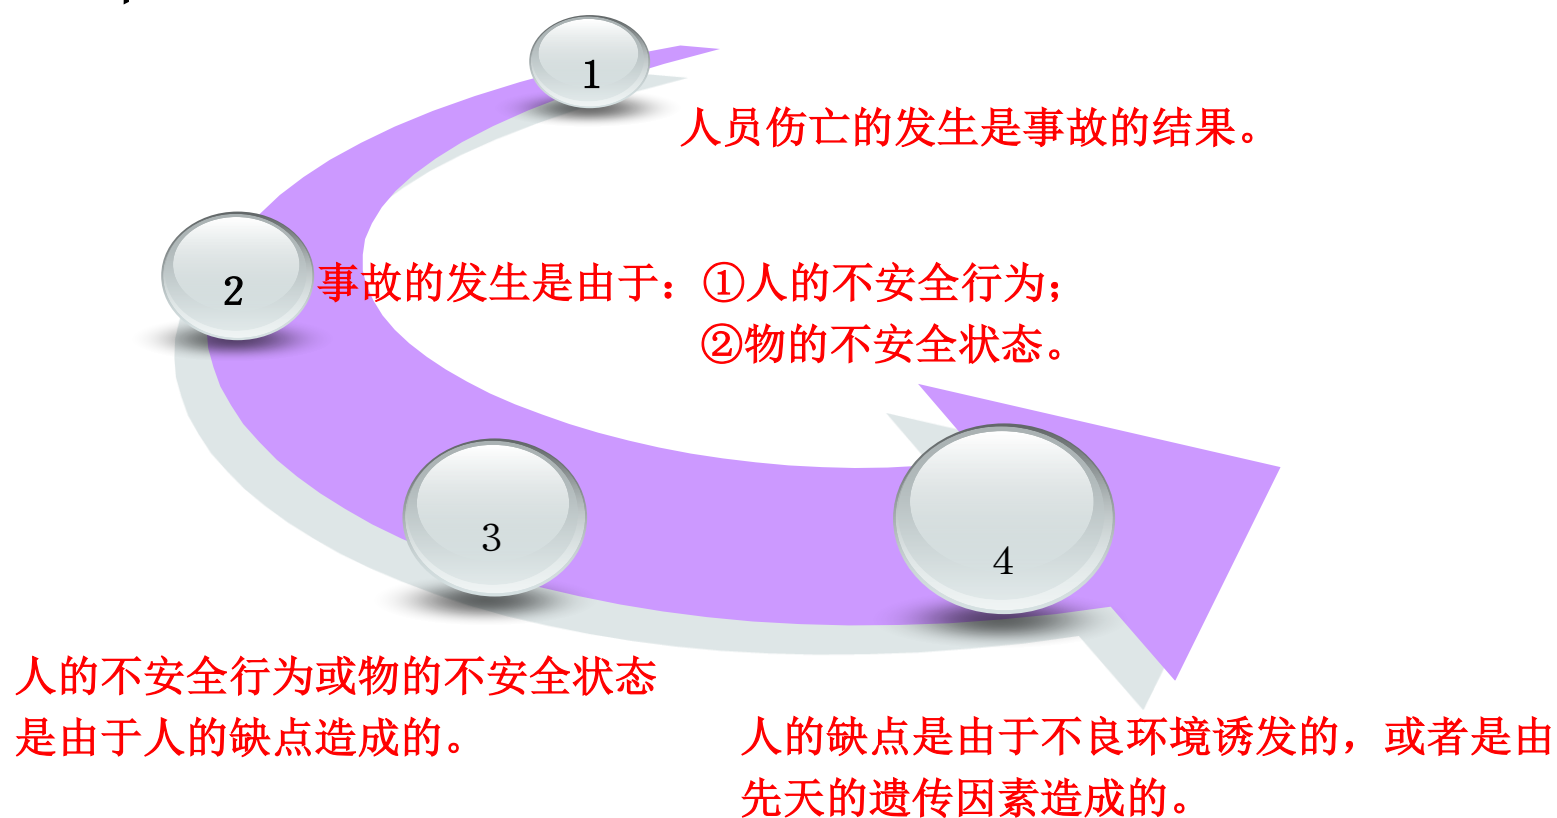 1
人员伤亡的发生是事故的结果。
2
事故的发生是由于：①人的不安全行为；
②物的不安全状态。
3
人的不安全行为或物的不安全状态
是由于人的缺点造成的。
4
人的缺点是由于不良环境诱发的，或者是由
先天的遗传因素造成的。